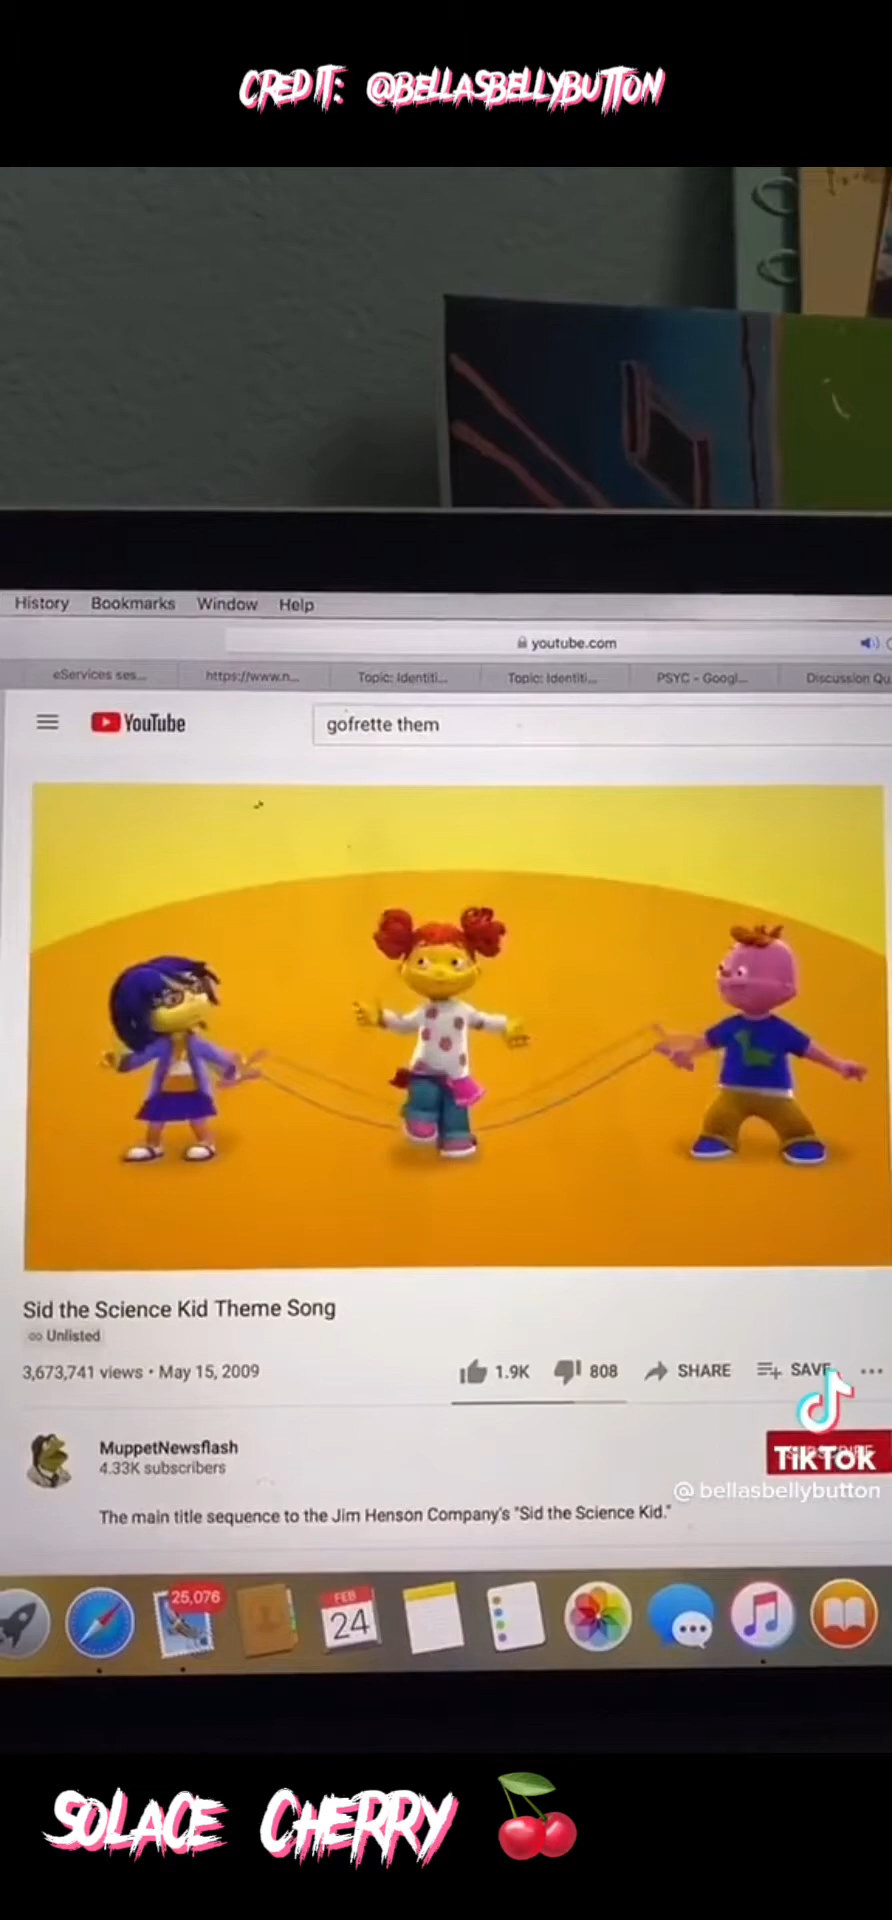 CREDIT: @BELLASBELLYBUTTON
History Bookmarks Window Help
youtube.com
eServices ses... https://www.n... Topic: Identiti... Topic: Identiti... PSYC - Googl... Discussion Qu
YouTube gofrette them
Sid the Science Kid Theme Song
Unlisted
3,673,741 views • May 15, 2009 1.9K 808 SHARE SAVE
TikTok
MuppetNewsflash
4.33K subscribers
@bellasbellybutton
The main title sequence to the Jim Henson Company's "Sid the Science Kid."
25,076
FEB
24
SOLACE CHERRY 🍒